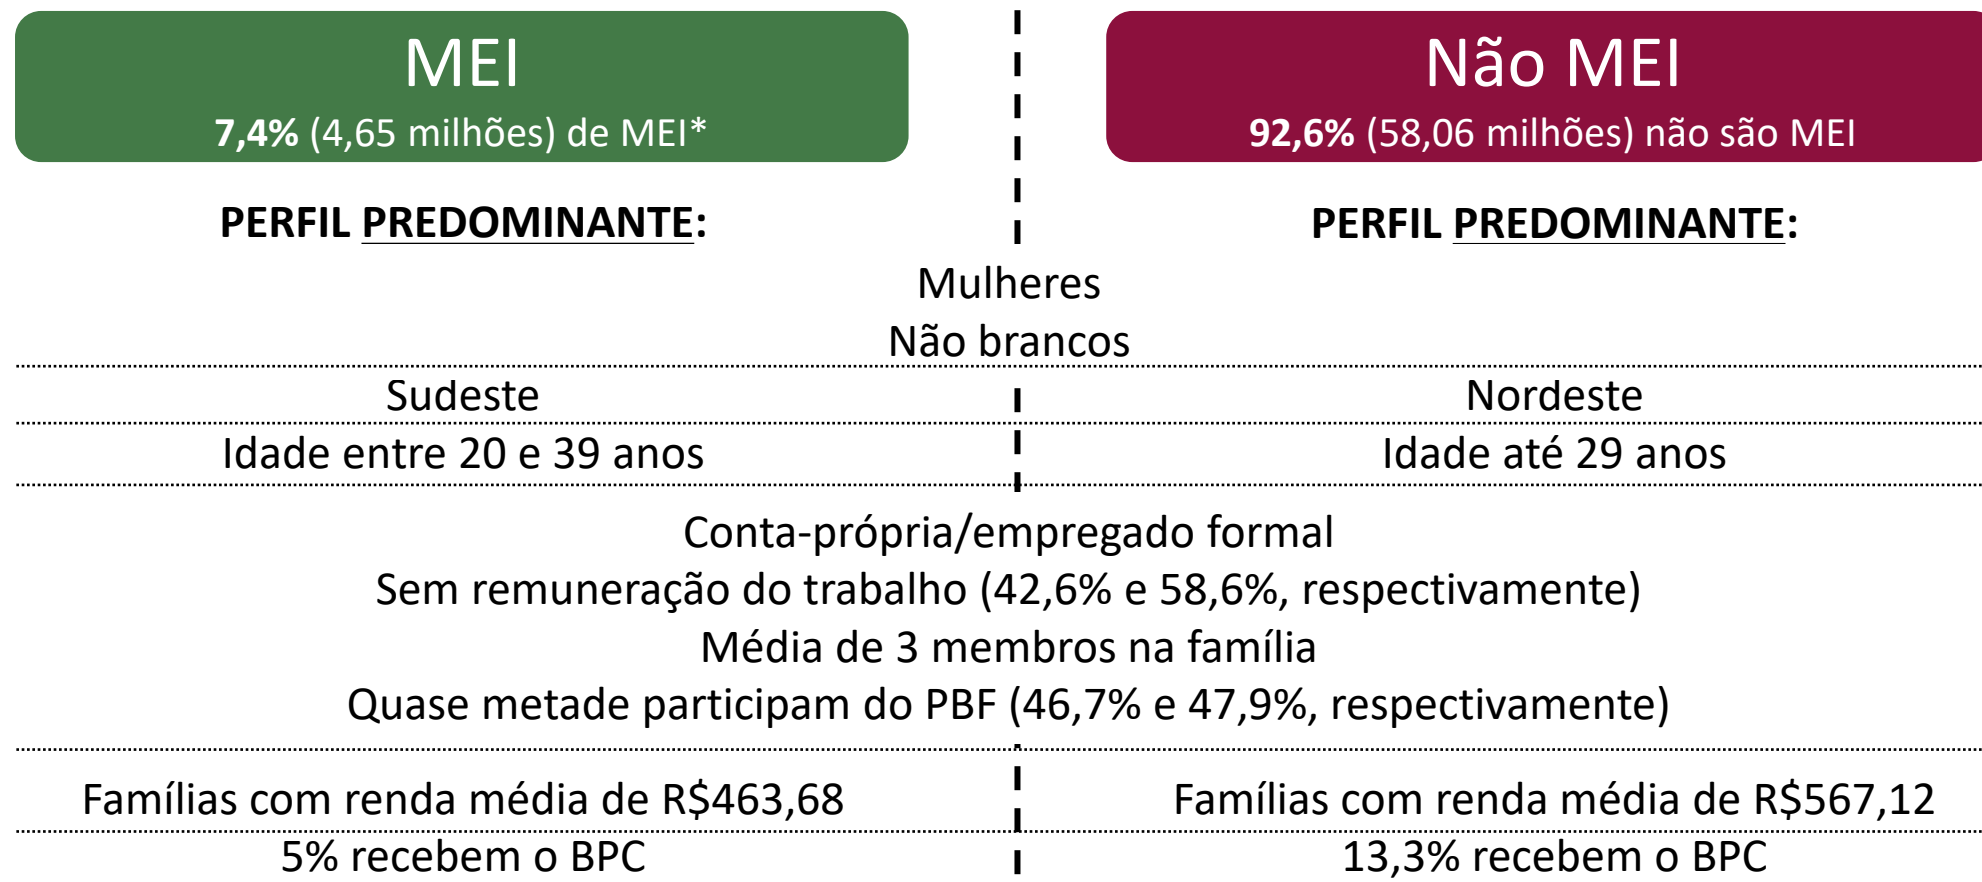 MEI
7,4% (4,65 milhões) de MEI*
Não MEI
92,6% (58,06 milhões) não são MEI
PERFIL PREDOMINANTE:
PERFIL PREDOMINANTE:
Mulheres
Não brancos
Sudeste
Nordeste
Idade entre 20 e 39 anos
Idade até 29 anos
Conta-própria/empregado formal
Sem remuneração do trabalho (42,6% e 58,6%, respectivamente)
Média de 3 membros na família
Quase metade participam do PBF (46,7% e 47,9%, respectivamente)
Famílias com renda média de R$463,68
Famílias com renda média de R$567,12
5% recebem o BPC
13,3% recebem o BPC